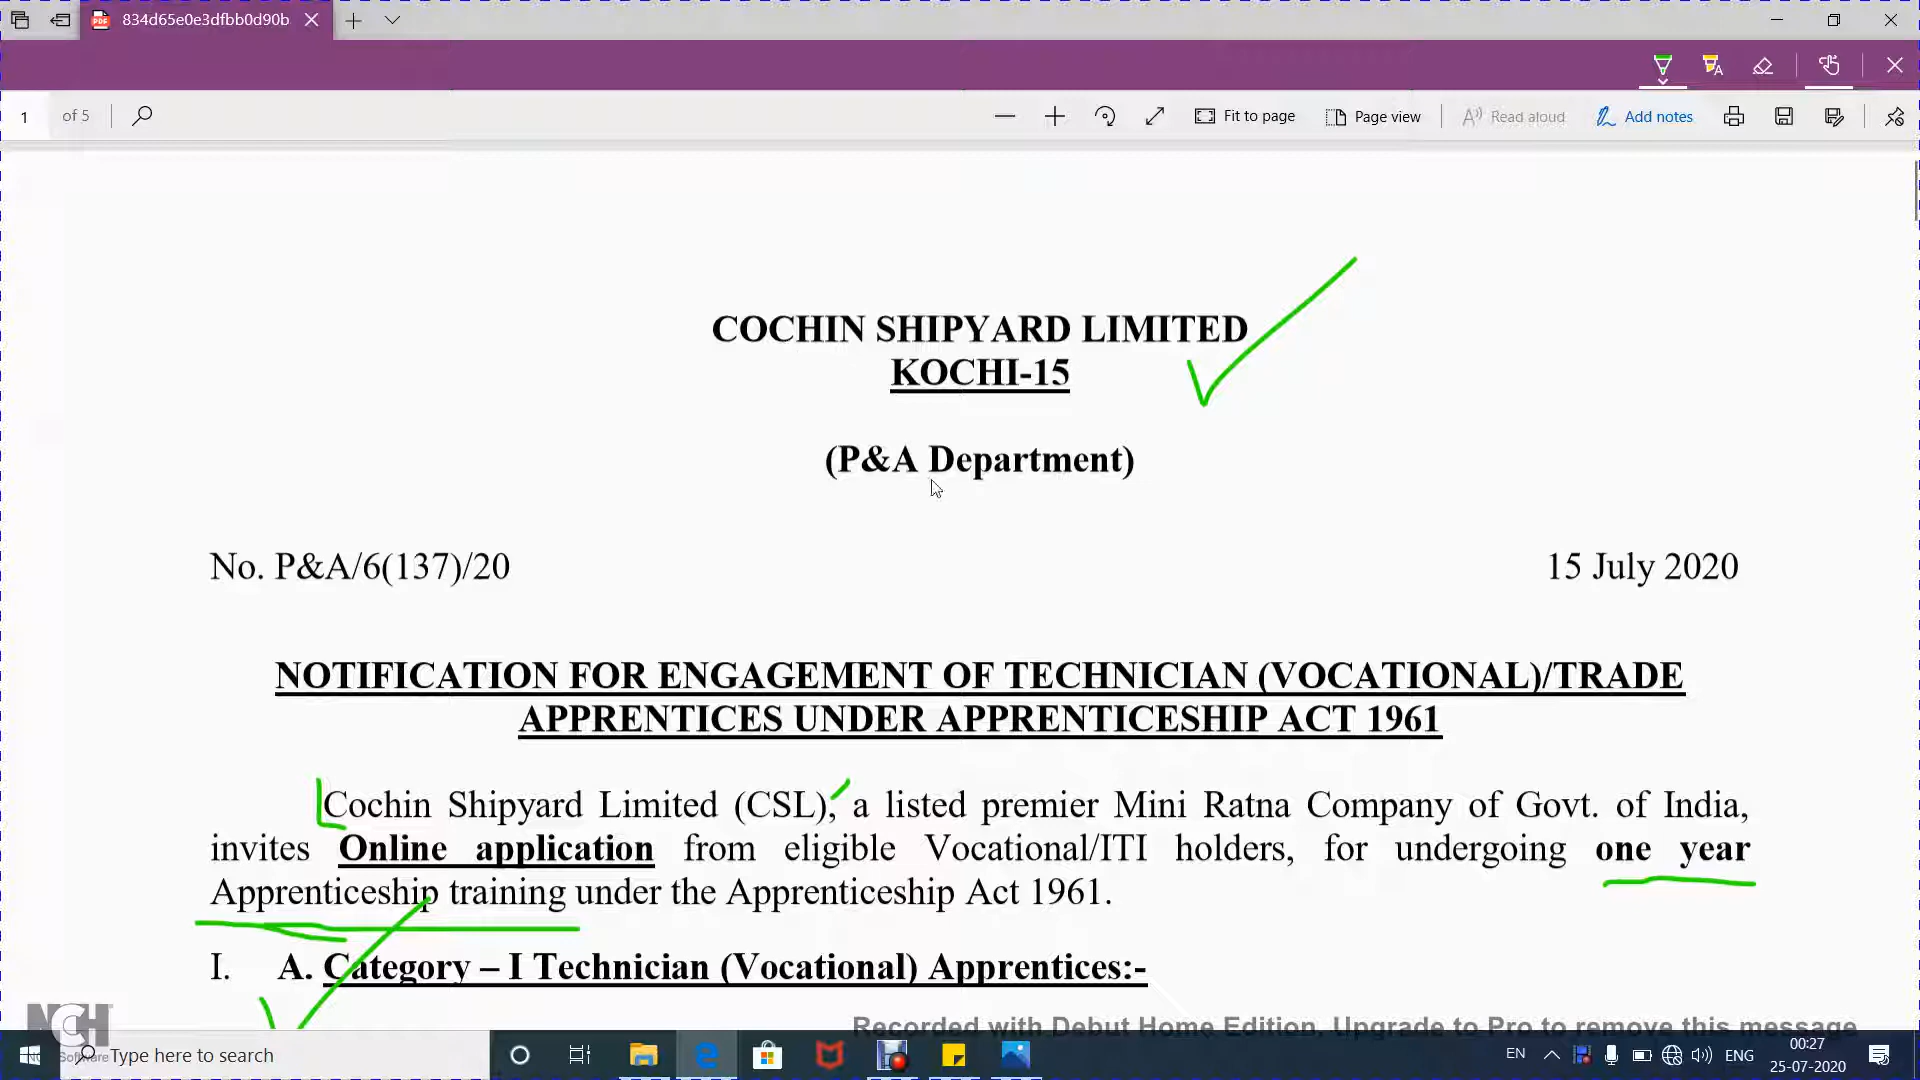 834d65e0e3dfbb0d90b
1 of 5
Fit to page
Page view
Read aloud
Add notes
COCHIN SHIPYARD LIMITED
KOCHI-15
(P&A Department)
No. P&A/6(137)/20 15 July 2020
NOTIFICATION FOR ENGAGEMENT OF TECHNICIAN (VOCATIONAL)/TRADE
APPRENTICES UNDER APPRENTICESHIP ACT 1961
Cochin Shipyard Limited (CSL), a listed premier Mini Ratna Company of Govt. of India,
invites Online application from eligible Vocational/ITI holders, for undergoing one year
Apprenticeship training under the Apprenticeship Act 1961.
I. A. Category – I Technician (Vocational) Apprentices:-
NCH
Software
Recorded with Debut Home Edition. Upgrade to Pro to remove this message
Type here to search
EN
ENG
00:27
25-07-2020